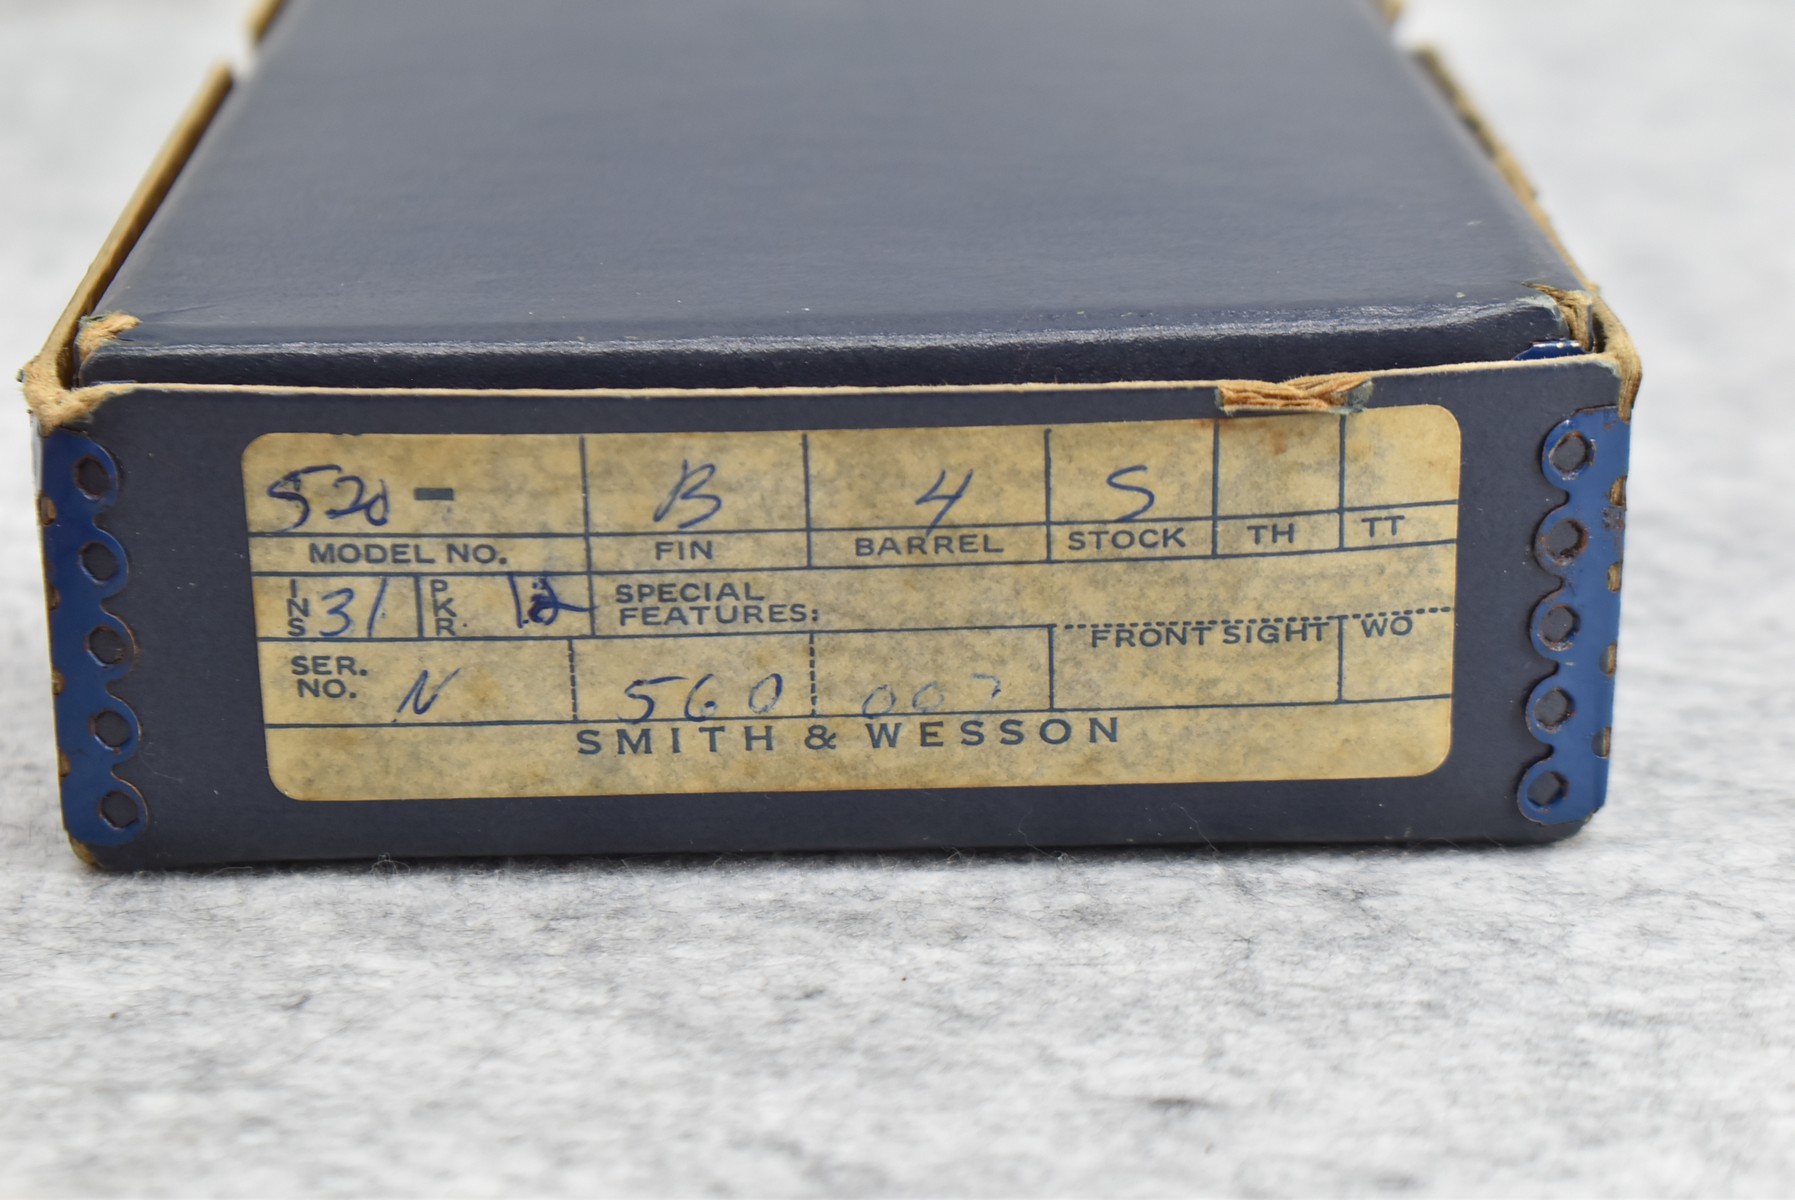 520- B 4 S
MODEL NO. FIN BARREL STOCK TH TT
INS 31 PKR. 12 SPECIAL
FEATURES:
FRONT SIGHT WO
SER.
NO. N 560 007
SMITH & WESSON